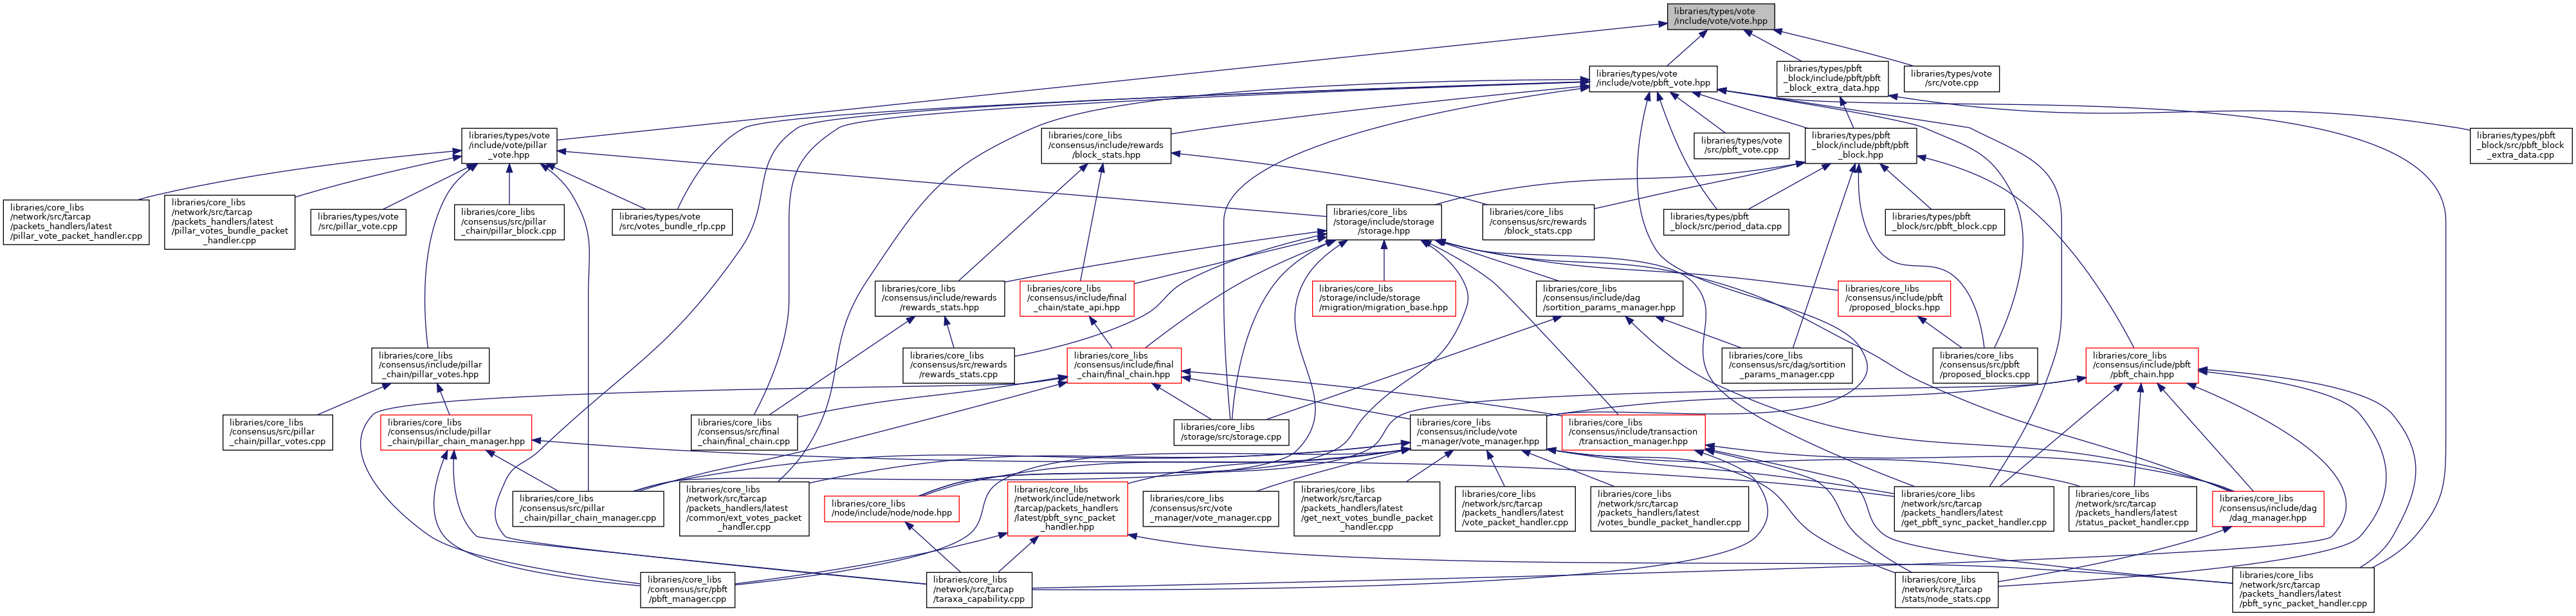 libraries/types/vote
/include/vote/vote.hpp
libraries/types/vote
/include/vote/pbft_vote.hpp
libraries/types/pbft
_block/include/pbft/pbft
_block_extra_data.hpp
libraries/types/vote
/src/vote.cpp
libraries/types/vote
/include/vote/pillar
_vote.hpp
libraries/core_libs
/consensus/include/rewards
/block_stats.hpp
libraries/types/vote
/src/pbft_vote.cpp
libraries/types/pbft
_block/include/pbft/pbft
_block.hpp
libraries/types/pbft
_block/src/pbft_block
_extra_data.cpp
libraries/core_libs
/network/src/tarcap
/packets_handlers/latest
/pillar_vote_packet_handler.cpp
libraries/core_libs
/network/src/tarcap
/packets_handlers/latest
/pillar_votes_bundle_packet
_handler.cpp
libraries/types/vote
/src/pillar_vote.cpp
libraries/core_libs
/consensus/src/pillar
_chain/pillar_block.cpp
libraries/types/vote
/src/votes_bundle_rlp.cpp
libraries/core_libs
/storage/include/storage
/storage.hpp
libraries/core_libs
/consensus/src/rewards
/block_stats.cpp
libraries/types/pbft
_block/src/period_data.cpp
libraries/types/pbft
_block/src/pbft_block.cpp
libraries/core_libs
/consensus/include/rewards
/rewards_stats.hpp
libraries/core_libs
/consensus/include/final
_chain/state_api.hpp
libraries/core_libs
/storage/include/storage
/migration/migration_base.hpp
libraries/core_libs
/consensus/include/dag
/sortition_params_manager.hpp
libraries/core_libs
/consensus/include/pbft
/proposed_blocks.hpp
libraries/core_libs
/consensus/include/pillar
_chain/pillar_votes.hpp
libraries/core_libs
/consensus/src/rewards
/rewards_stats.cpp
libraries/core_libs
/consensus/include/final
_chain/final_chain.hpp
libraries/core_libs
/consensus/src/dag/sortition
_params_manager.cpp
libraries/core_libs
/consensus/src/pbft
/proposed_blocks.cpp
libraries/core_libs
/consensus/include/pbft
/pbft_chain.hpp
libraries/core_libs
/consensus/src/pillar
_chain/pillar_votes.cpp
libraries/core_libs
/consensus/include/pillar
_chain/pillar_chain_manager.hpp
libraries/core_libs
/consensus/src/final
_chain/final_chain.cpp
libraries/core_libs
/storage/src/storage.cpp
libraries/core_libs
/consensus/include/vote
_manager/vote_manager.hpp
libraries/core_libs
/consensus/include/transaction
/transaction_manager.hpp
libraries/core_libs
/consensus/src/pillar
_chain/pillar_chain_manager.cpp
libraries/core_libs
/network/src/tarcap
/packets_handlers/latest
/common/ext_votes_packet
_handler.cpp
libraries/core_libs
/node/include/node/node.hpp
libraries/core_libs
/network/include/network
/tarcap/packets_handlers
/latest/pbft_sync_packet
_handler.hpp
libraries/core_libs
/consensus/src/vote
_manager/vote_manager.cpp
libraries/core_libs
/network/src/tarcap
/packets_handlers/latest
/get_next_votes_bundle_packet
_handler.cpp
libraries/core_libs
/network/src/tarcap
/packets_handlers/latest
/vote_packet_handler.cpp
libraries/core_libs
/network/src/tarcap
/packets_handlers/latest
/votes_bundle_packet_handler.cpp
libraries/core_libs
/network/src/tarcap
/packets_handlers/latest
/get_pbft_sync_packet_handler.cpp
libraries/core_libs
/network/src/tarcap
/packets_handlers/latest
/status_packet_handler.cpp
libraries/core_libs
/consensus/include/dag
/dag_manager.hpp
libraries/core_libs
/consensus/src/pbft
/pbft_manager.cpp
libraries/core_libs
/network/src/tarcap
/taraxa_capability.cpp
libraries/core_libs
/network/src/tarcap
/stats/node_stats.cpp
libraries/core_libs
/network/src/tarcap
/packets_handlers/latest
/pbft_sync_packet_handler.cpp